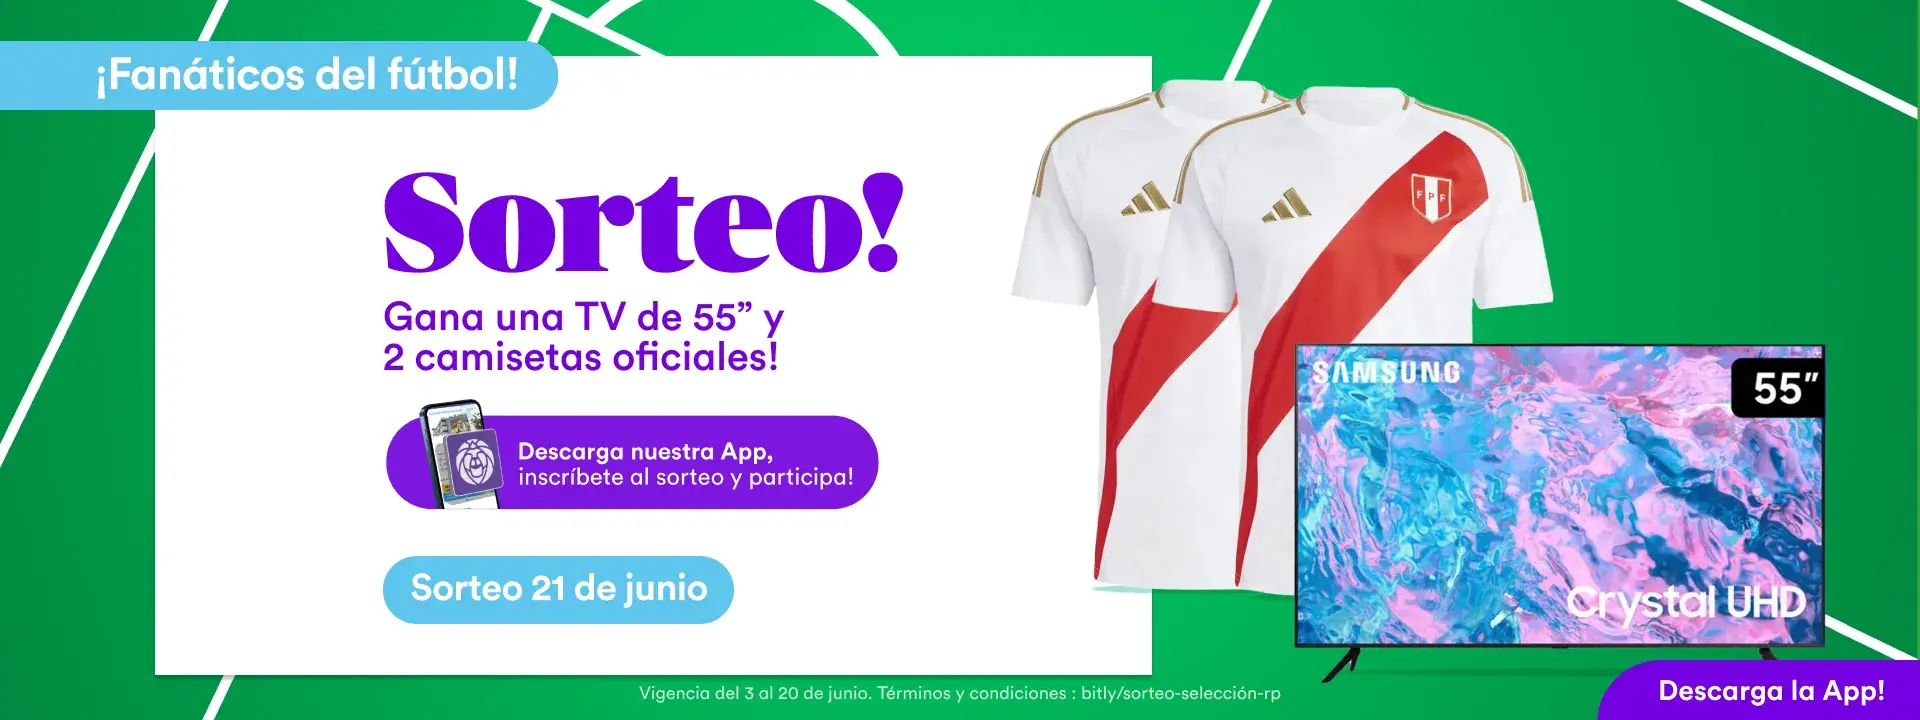 ¡Fanáticos del fútbol!
Sorteo!
Gana una TV de 55” y
2 camisetas oficiales!
Descarga nuestra App,
inscríbete al sorteo y participa!
Sorteo 21 de junio
FPF
SAMSUNG
55”
Crystal UHD
Vigencia del 3 al 20 de junio. Términos y condiciones : bitly/sorteo-selección-rp
Descarga la App!